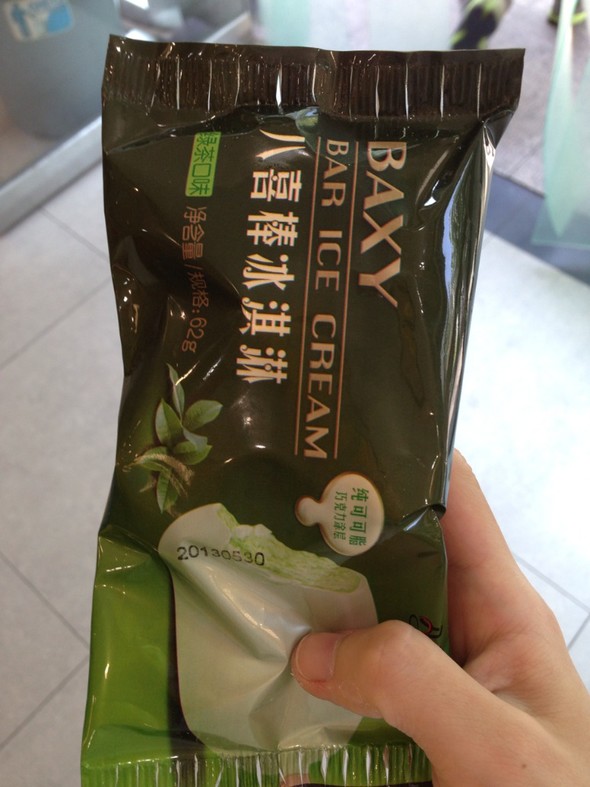 BAXY
BAR ICE CREAM
八喜棒冰淇淋
绿茶口味
净含量/规格:62g
纯可可脂
巧克力涂层
20130530